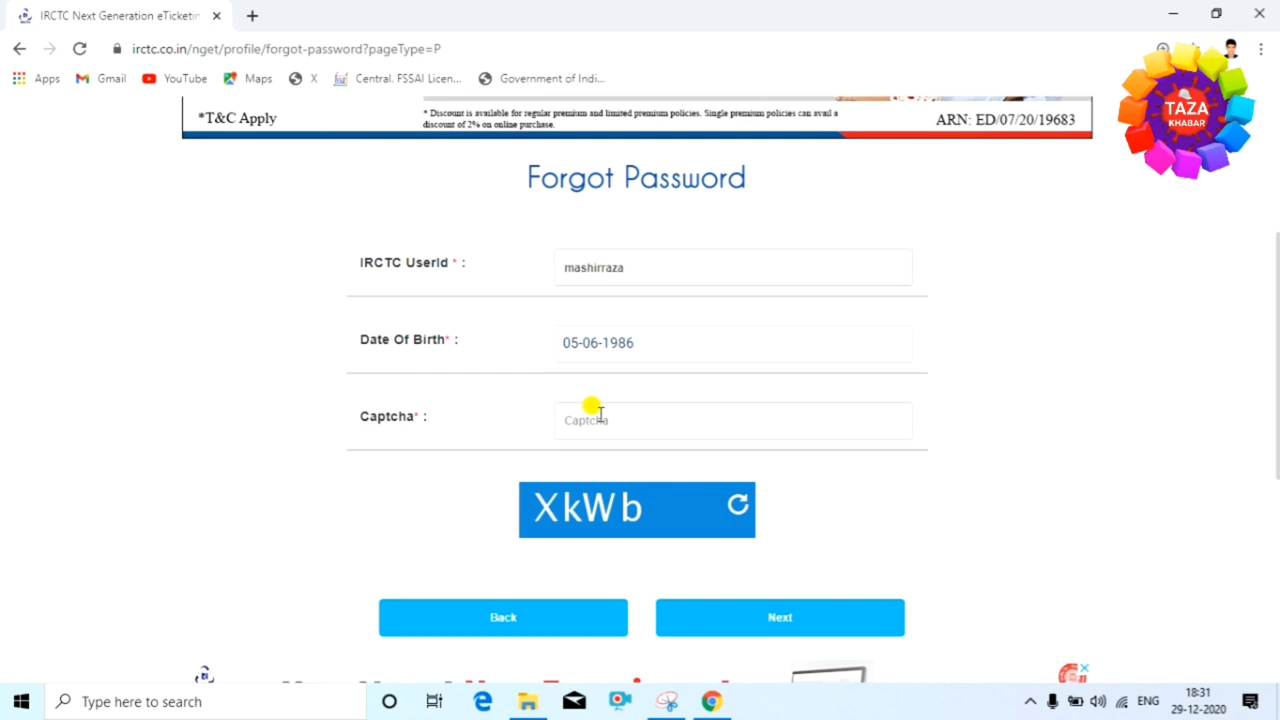 IRCTC Next Generation eTicketin
irctc.co.in/nget/profile/forgot-password?pageType=P
Apps
Gmail
YouTube
Maps
X
Central. FSSAI Licen...
Government of Indi...
TAZA
KHABAR
*T&C Apply
* Discount is available for regular premium and limited premium policies. Single premium policies can avail a
discount of 2% on online purchase.
ARN: ED/07/20/19683
Forgot Password
IRCTC UserId * :
mashirraza
Date Of Birth* :
05-06-1986
Captcha* :
Captcha
XkWb
Back
Next
Type here to search
ENG
18:31
29-12-2020